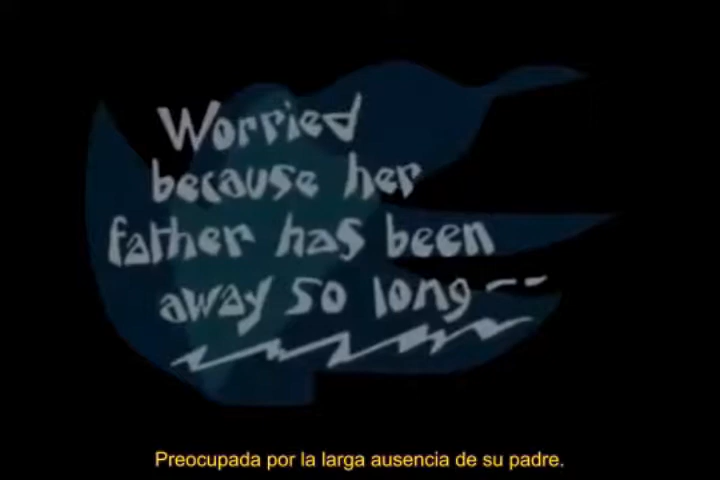 Worried
because her
father has been
away so long --
Preocupada por la larga ausencia de su padre.